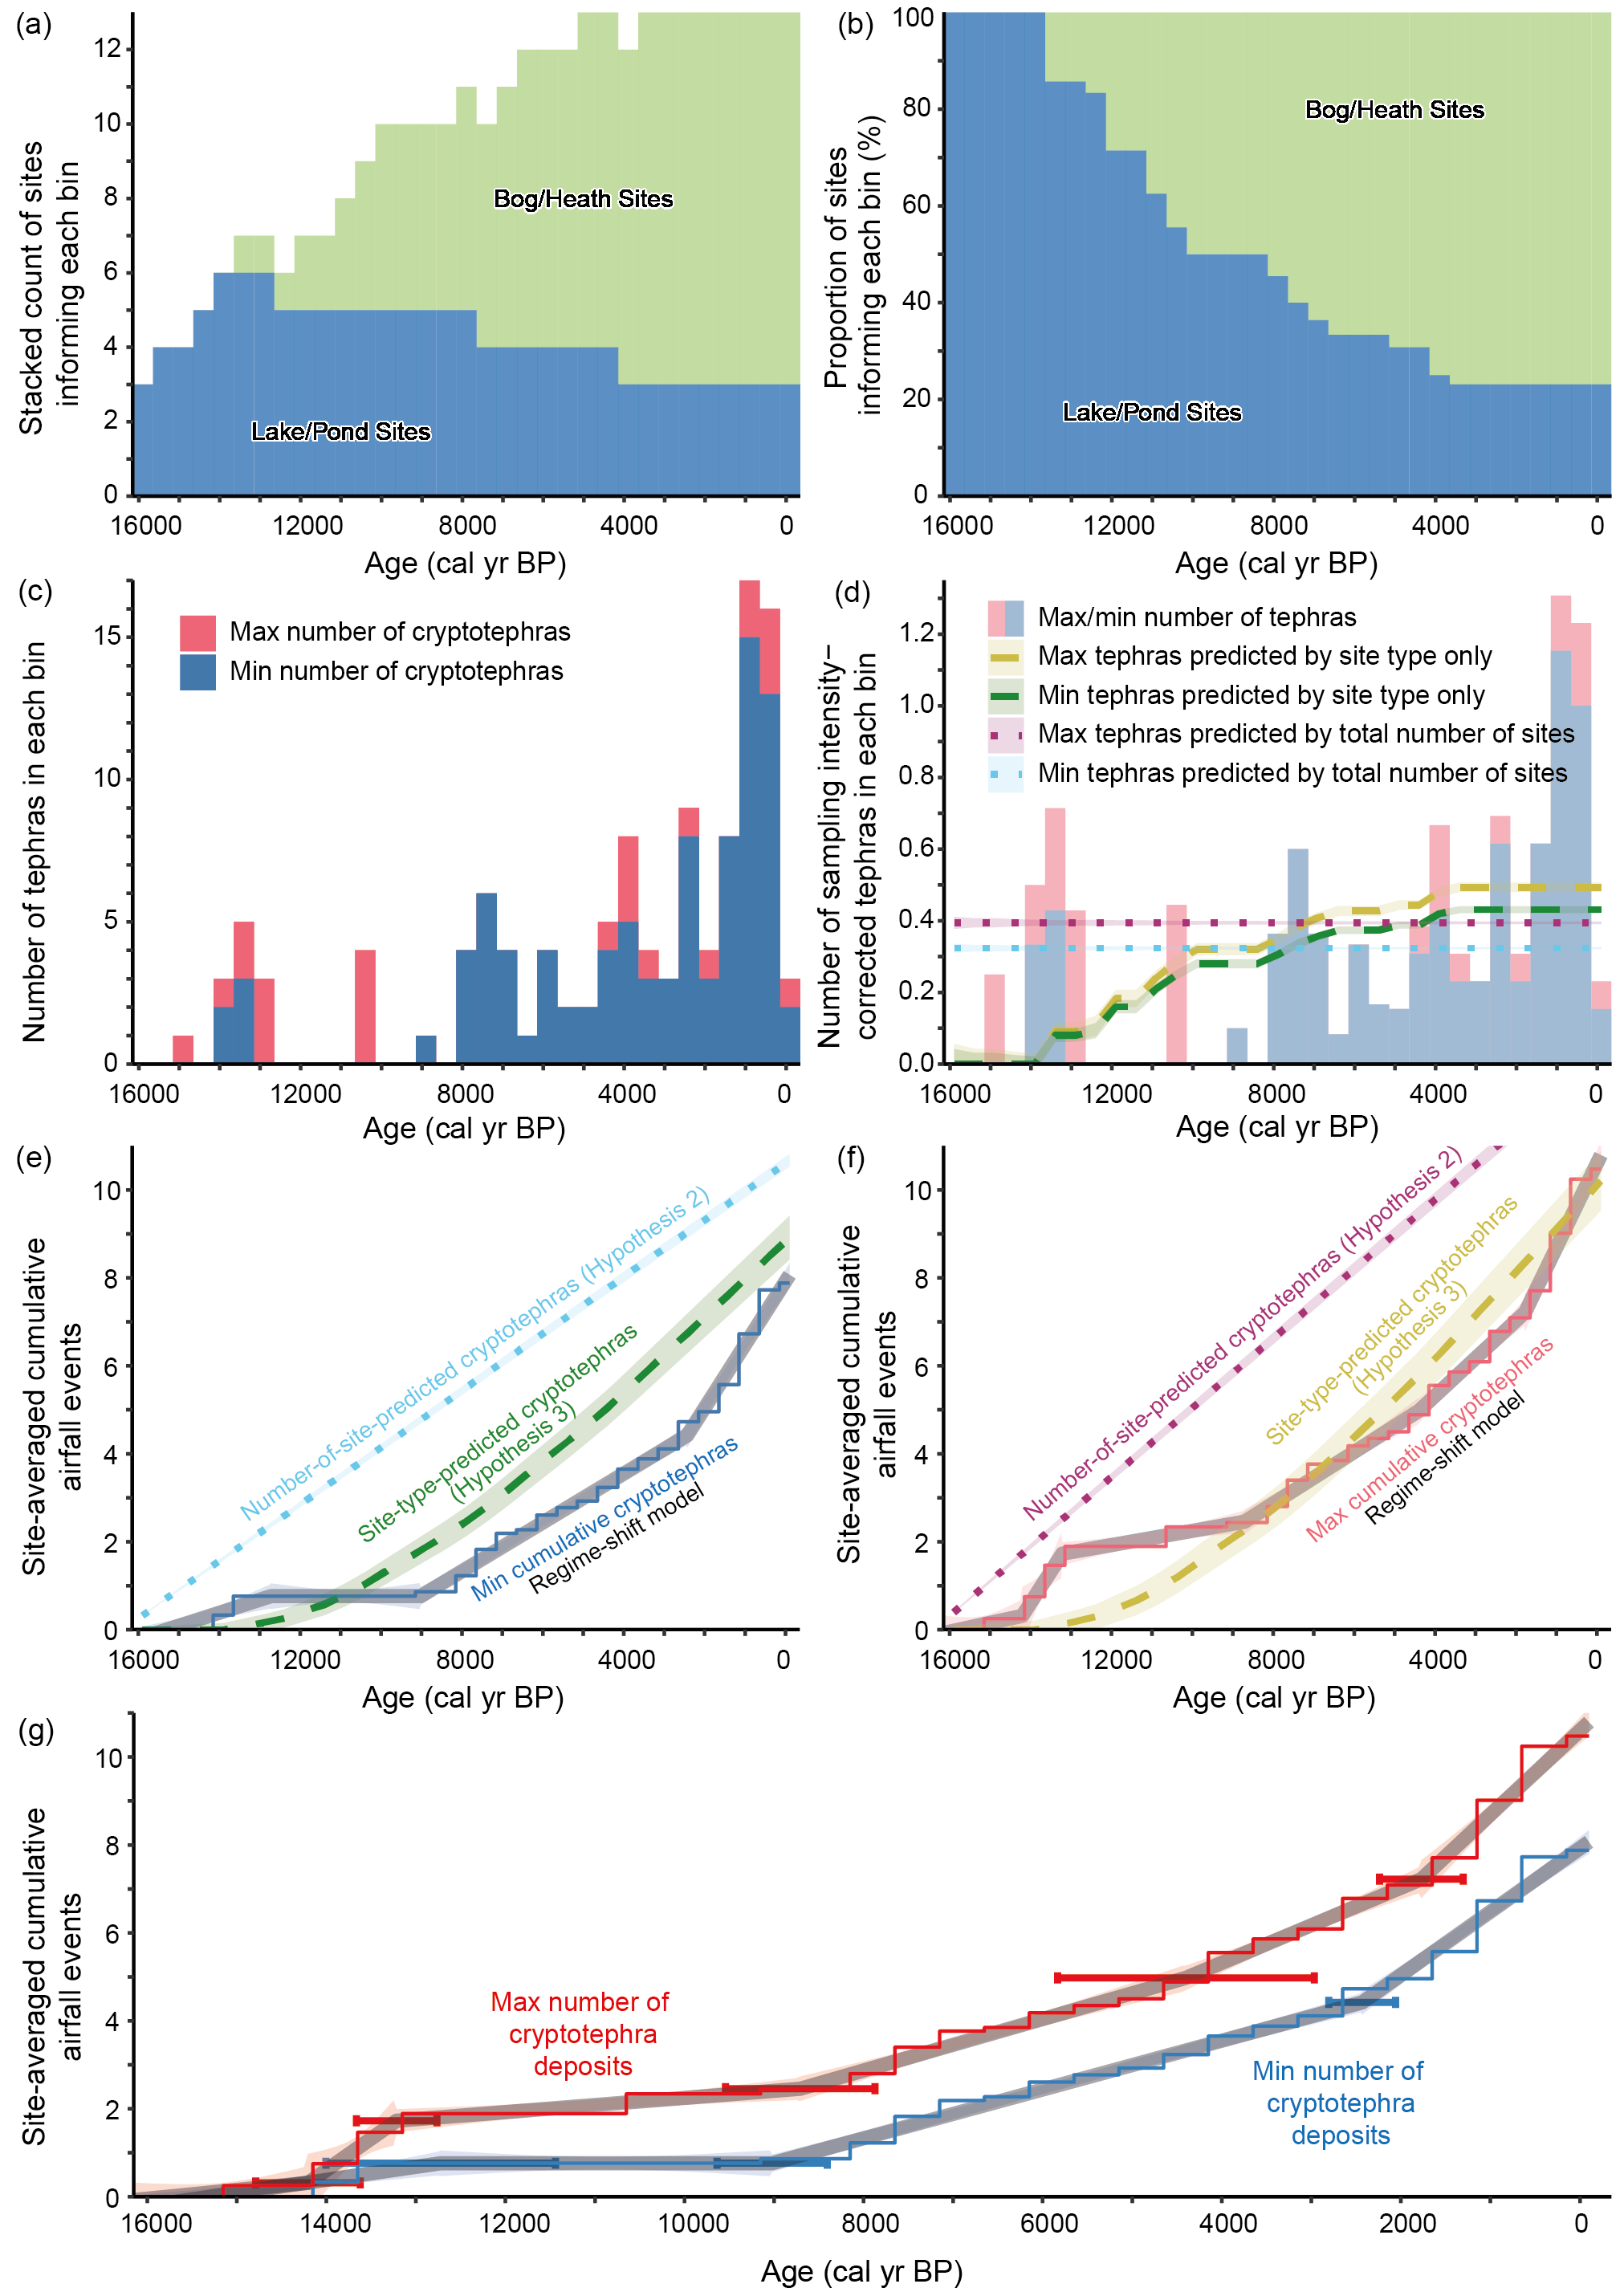 (a)
Stacked count of sites
informing each bin
12
10
8
6
4
2
0
Bog/Heath Sites
Lake/Pond Sites
16000 12000 8000 4000 0
Age (cal yr BP)
(b)
Proportion of sites
informing each bin (%)
100
80
60
40
20
0
Bog/Heath Sites
Lake/Pond Sites
16000 12000 8000 4000 0
Age (cal yr BP)
(c)
Number of tephras in each bin
15
10
5
0
Max number of cryptotephras
Min number of cryptotephras
16000 12000 8000 4000 0
Age (cal yr BP)
(d)
Number of sampling intensity−
corrected tephras in each bin
1.2
1.0
0.8
0.6
0.4
0.2
0.0
Max/min number of tephras
Max tephras predicted by site type only
Min tephras predicted by site type only
Max tephras predicted by total number of sites
Min tephras predicted by total number of sites
16000 12000 8000 4000 0
Age (cal yr BP)
(e)
Site-averaged cumulative
airfall events
10
8
6
4
2
0
Number-of-site-predicted cryptotephras (Hypothesis 2)
Site-type-predicted cryptotephras
(Hypothesis 3)
Min cumulative cryptotephras
Regime-shift model
16000 12000 8000 4000 0
Age (cal yr BP)
(f)
Site-averaged cumulative
airfall events
10
8
6
4
2
0
Number-of-site-predicted cryptotephras (Hypothesis 2)
Site-type-predicted cryptotephras
(Hypothesis 3)
Max cumulative cryptotephras
Regime-shift model
16000 12000 8000 4000 0
Age (cal yr BP)
(g)
Site-averaged cumulative
airfall events
10
8
6
4
2
0
Max number of
cryptotephra
deposits
Min number of
cryptotephra
deposits
16000 14000 12000 10000 8000 6000 4000 2000 0
Age (cal yr BP)